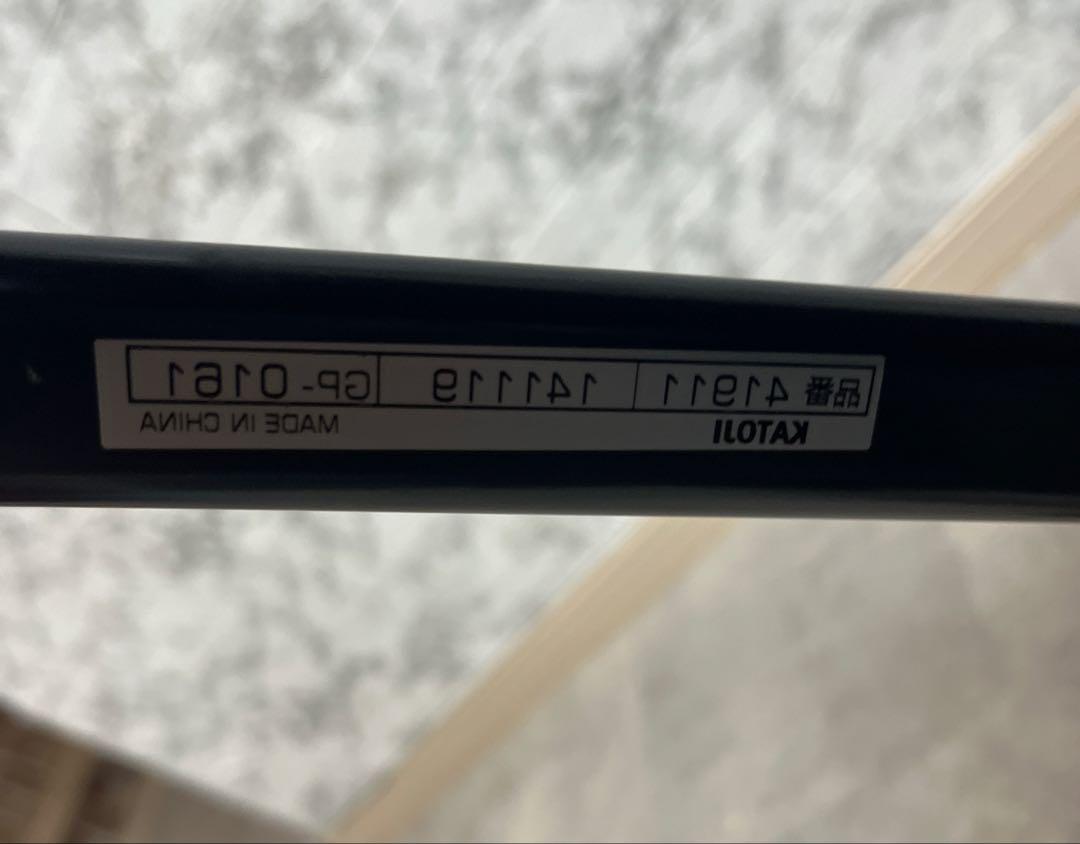 品番 41911 141119 GP-0161
KATOJI MADE IN CHINA